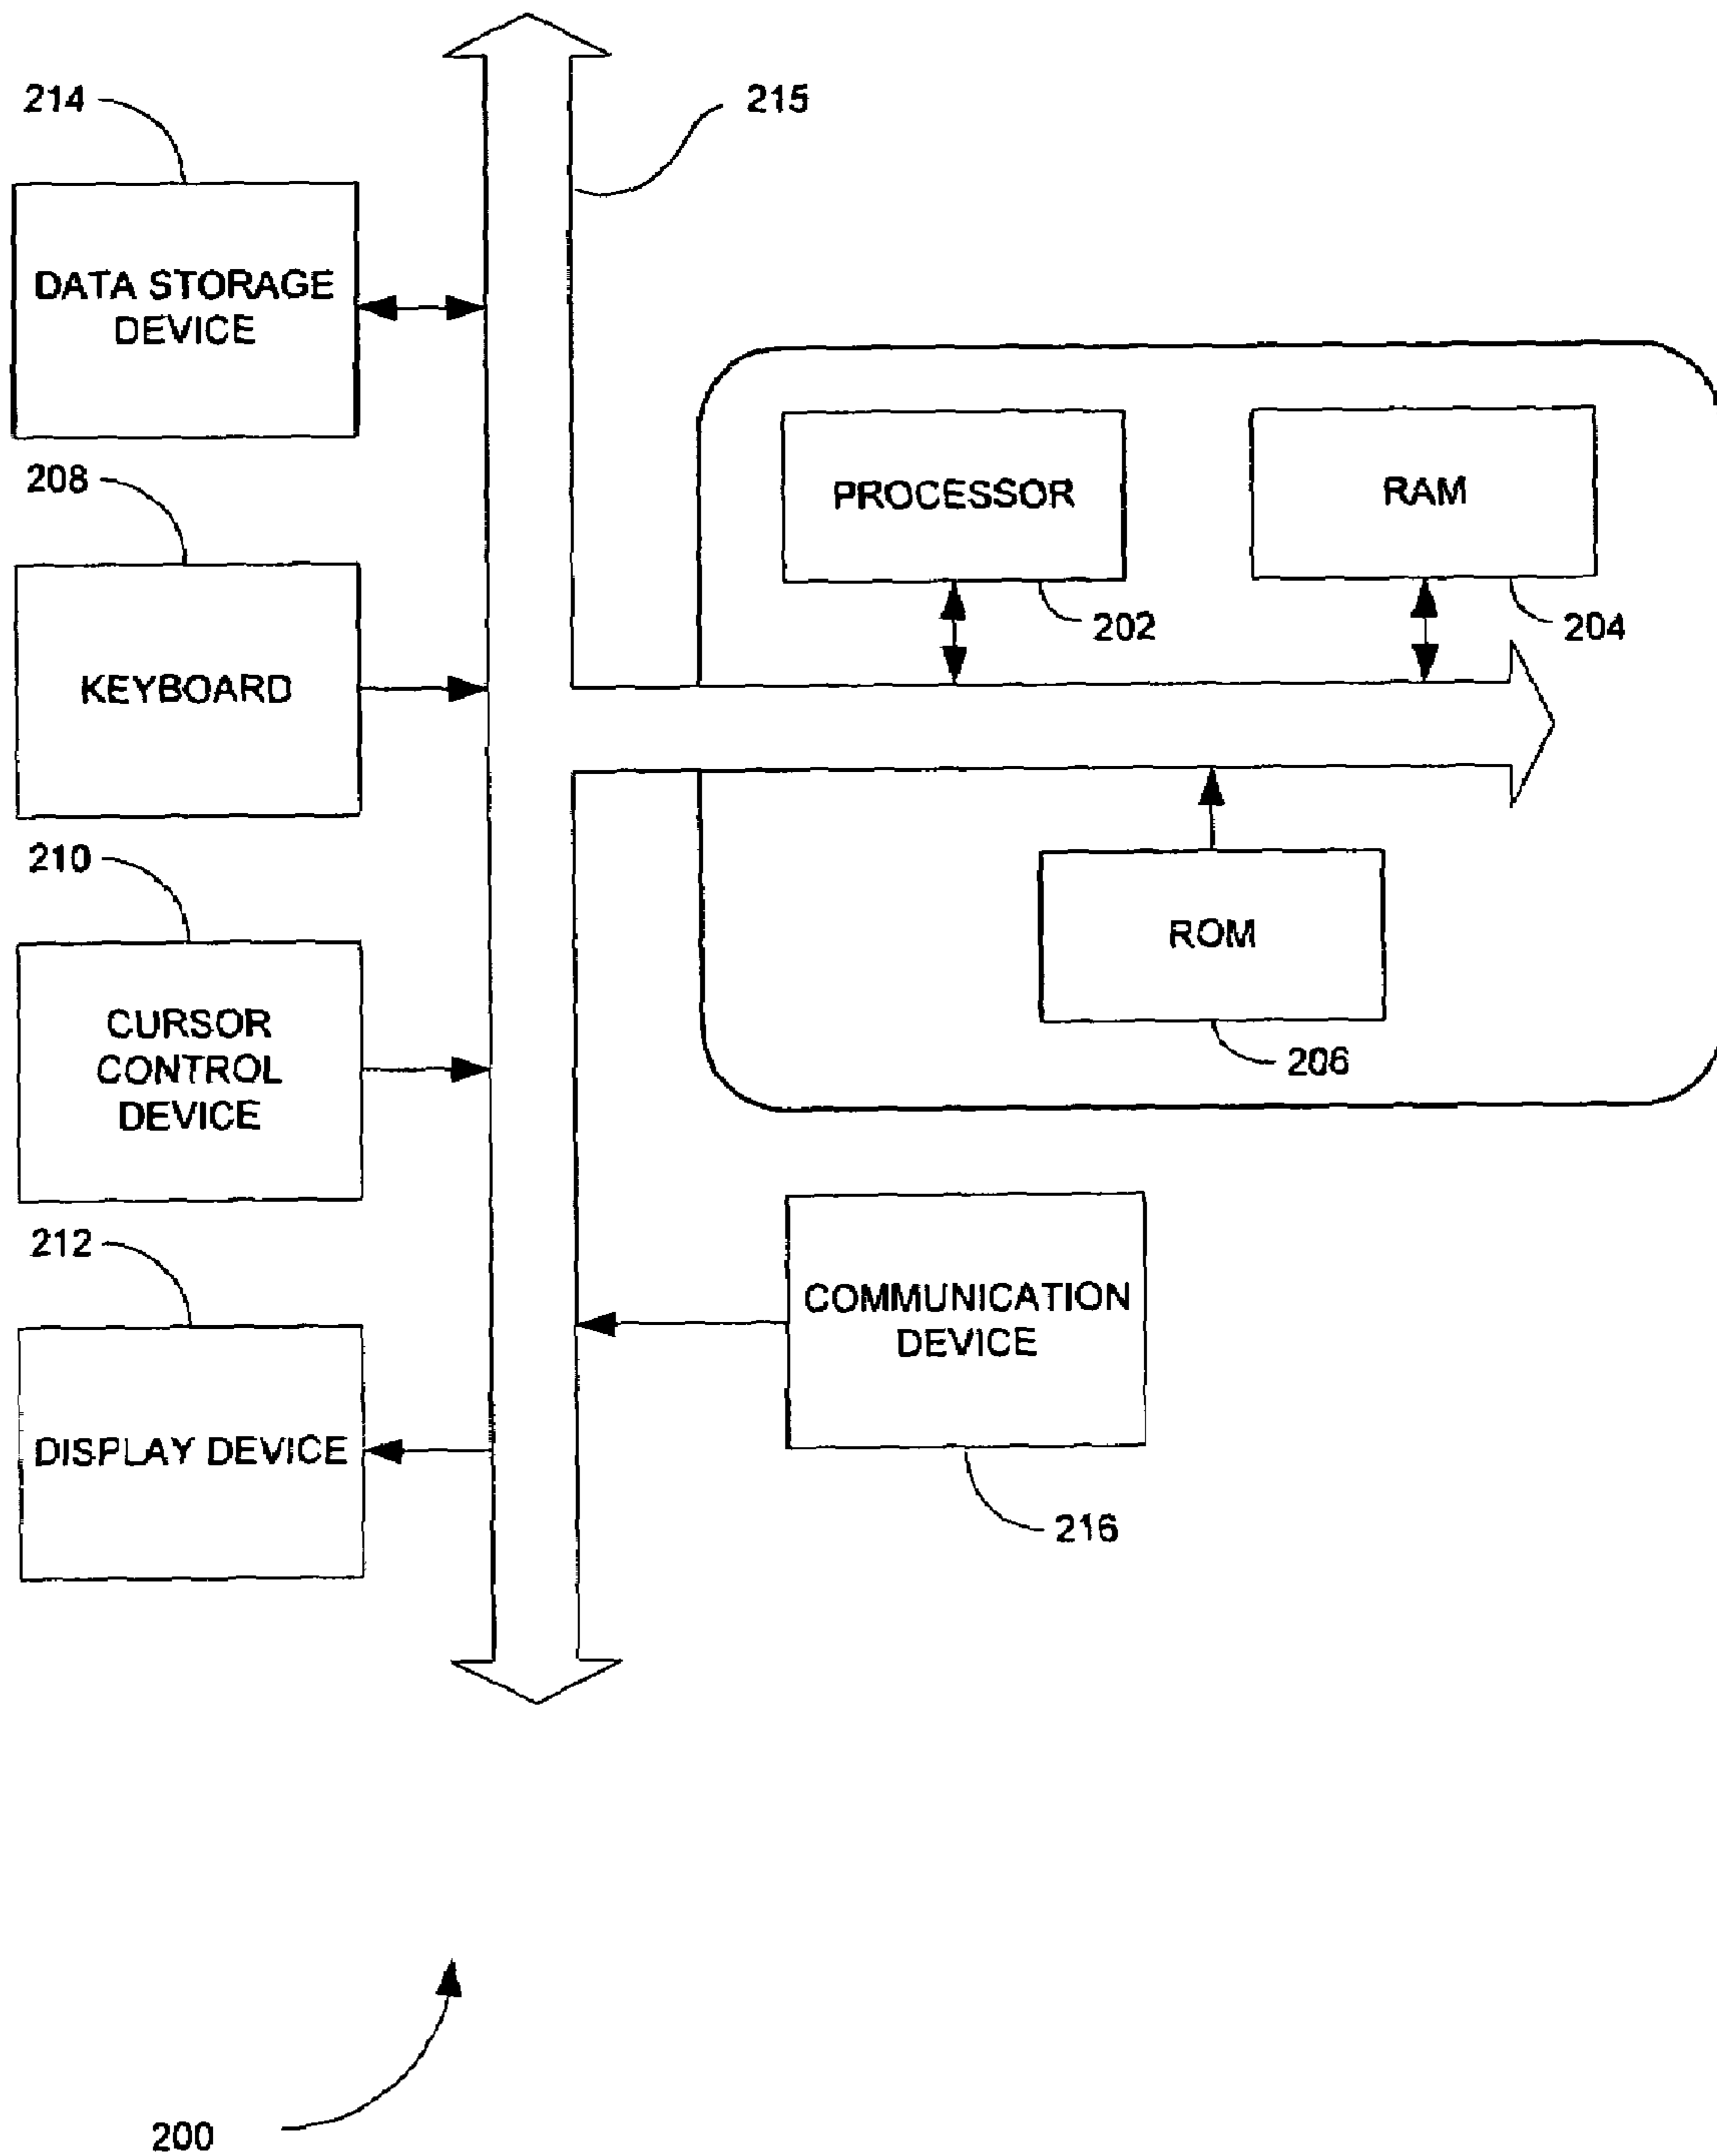 214
215
DATA STORAGE
DEVICE
208
PROCESSOR
RAM
202
204
KEYBOARD
210
ROM
CURSOR
CONTROL
DEVICE
206
212
COMMUNICATION
DEVICE
DISPLAY DEVICE
216
200